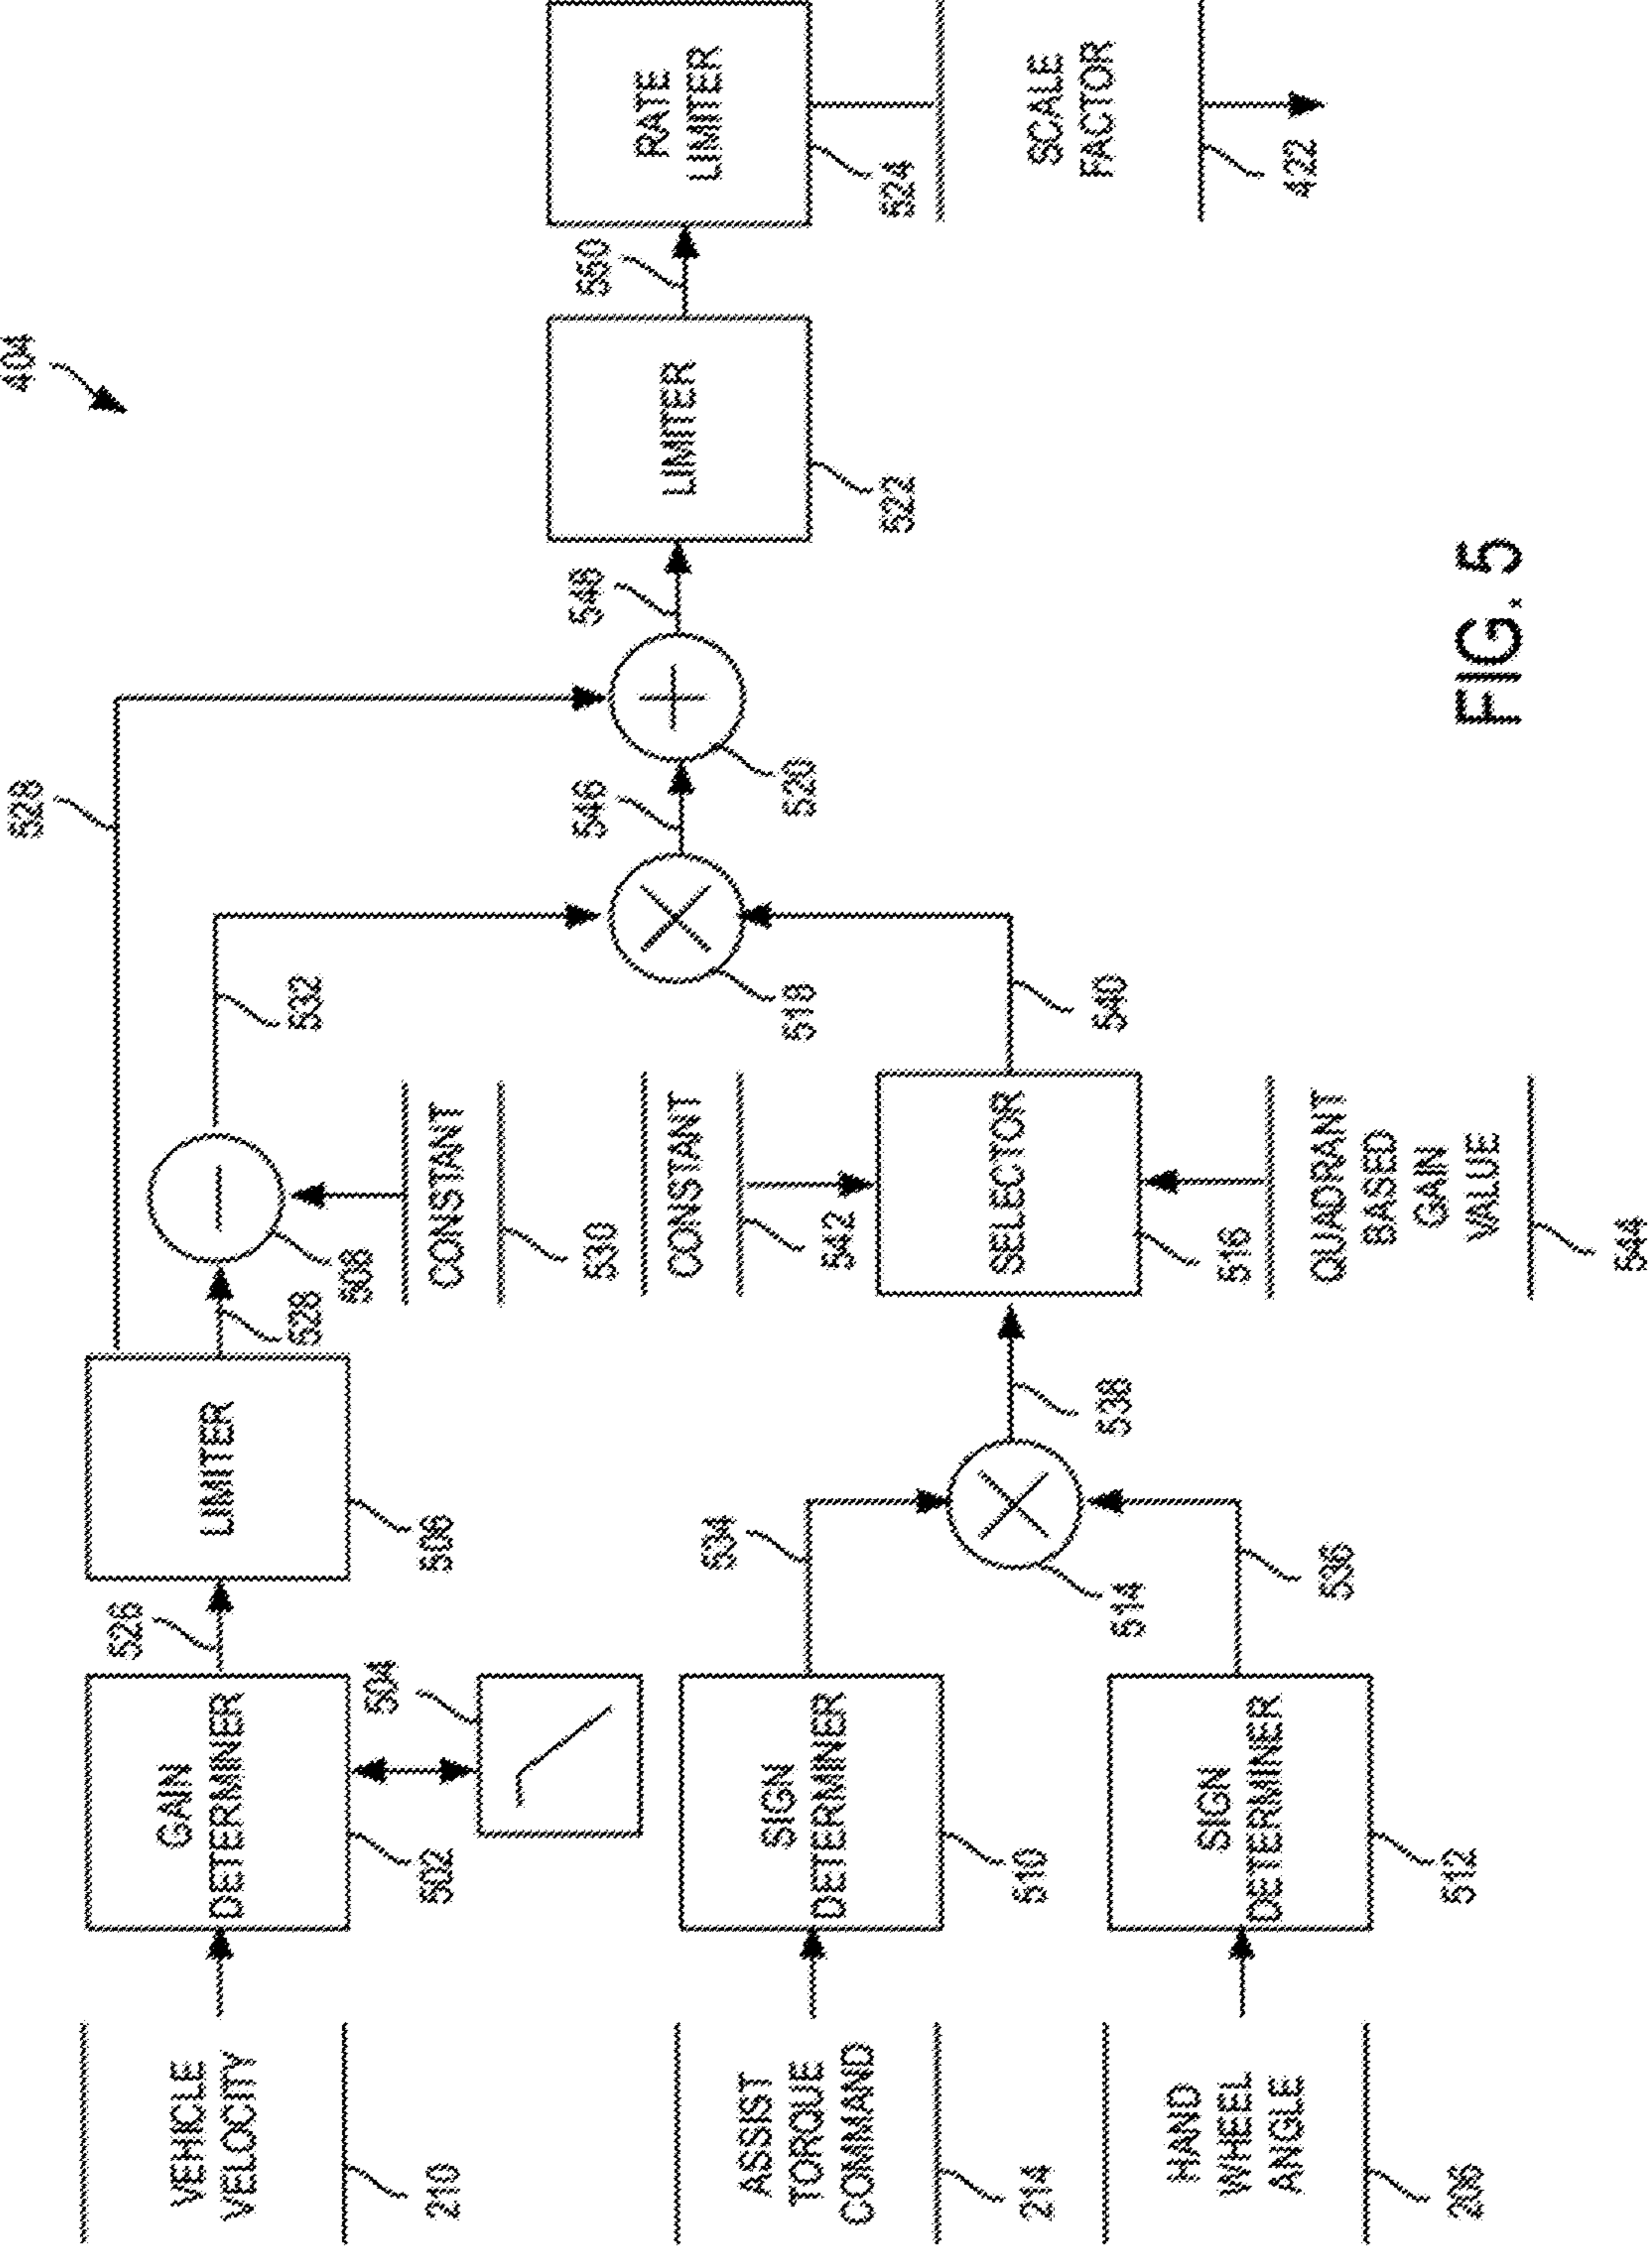 404
528
VEHICLE
VELOCITY
210
GAIN
DETERMINER
502
504
526
LIMITER
506
528
508
CONSTANT
530
532
ASSIST
TORQUE
COMMAND
214
SIGN
DETERMINER
510
534
HAND
WHEEL
ANGLE
206
SIGN
DETERMINER
512
536
514
538
CONSTANT
542
SELECTOR
516
QUADRANT
BASED
GAIN
VALUE
544
540
518
546
520
548
LIMITER
522
550
RATE
LIMITER
524
SCALE
FACTOR
422
FIG. 5